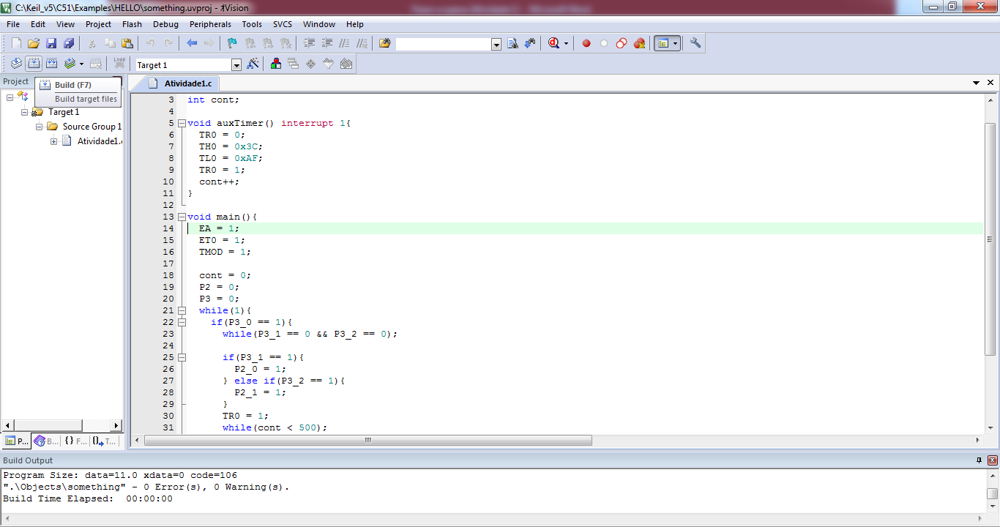 C:\Keil_v5\C51\Examples\HELLO\something.uvproj - µVision
File Edit View Project Flash Debug Peripherals Tools SVCS Window Help
LOAD
Target 1
Project
Build (F7)
Build target files
Target 1
Source Group 1
Atividade1.
P... B... {} F... 0 T...
Atividade1.c
3 int cont;
4
5 void auxTimer() interrupt 1{
6 TR0 = 0;
7 TH0 = 0x3C;
8 TL0 = 0xAF;
9 TR0 = 1;
10 cont++;
11 }
12
13 void main(){
14 EA = 1;
15 ET0 = 1;
16 TMOD = 1;
17
18 cont = 0;
19 P2 = 0;
20 P3 = 0;
21 while(1){
22 if(P3_0 == 1){
23 while(P3_1 == 0 && P3_2 == 0);
24
25 if(P3_1 == 1){
26 P2_0 = 1;
27 } else if(P3_2 == 1){
28 P2_1 = 1;
29 }
30 TR0 = 1;
31 while(cont < 500);
Build Output
Program Size: data=11.0 xdata=0 code=106
".\Objects\something" - 0 Error(s), 0 Warning(s).
Build Time Elapsed: 00:00:00